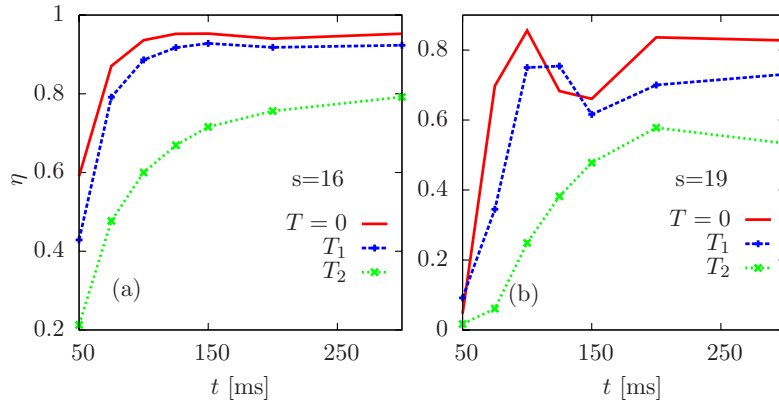 1
0.8
0.6
0.4
0.2
η
50
150
250
t [ms]
s=16
T = 0
T₁
T₂
(a)
0.8
0.6
0.4
0.2
0
50
150
250
t [ms]
s=19
T = 0
T₁
T₂
(b)